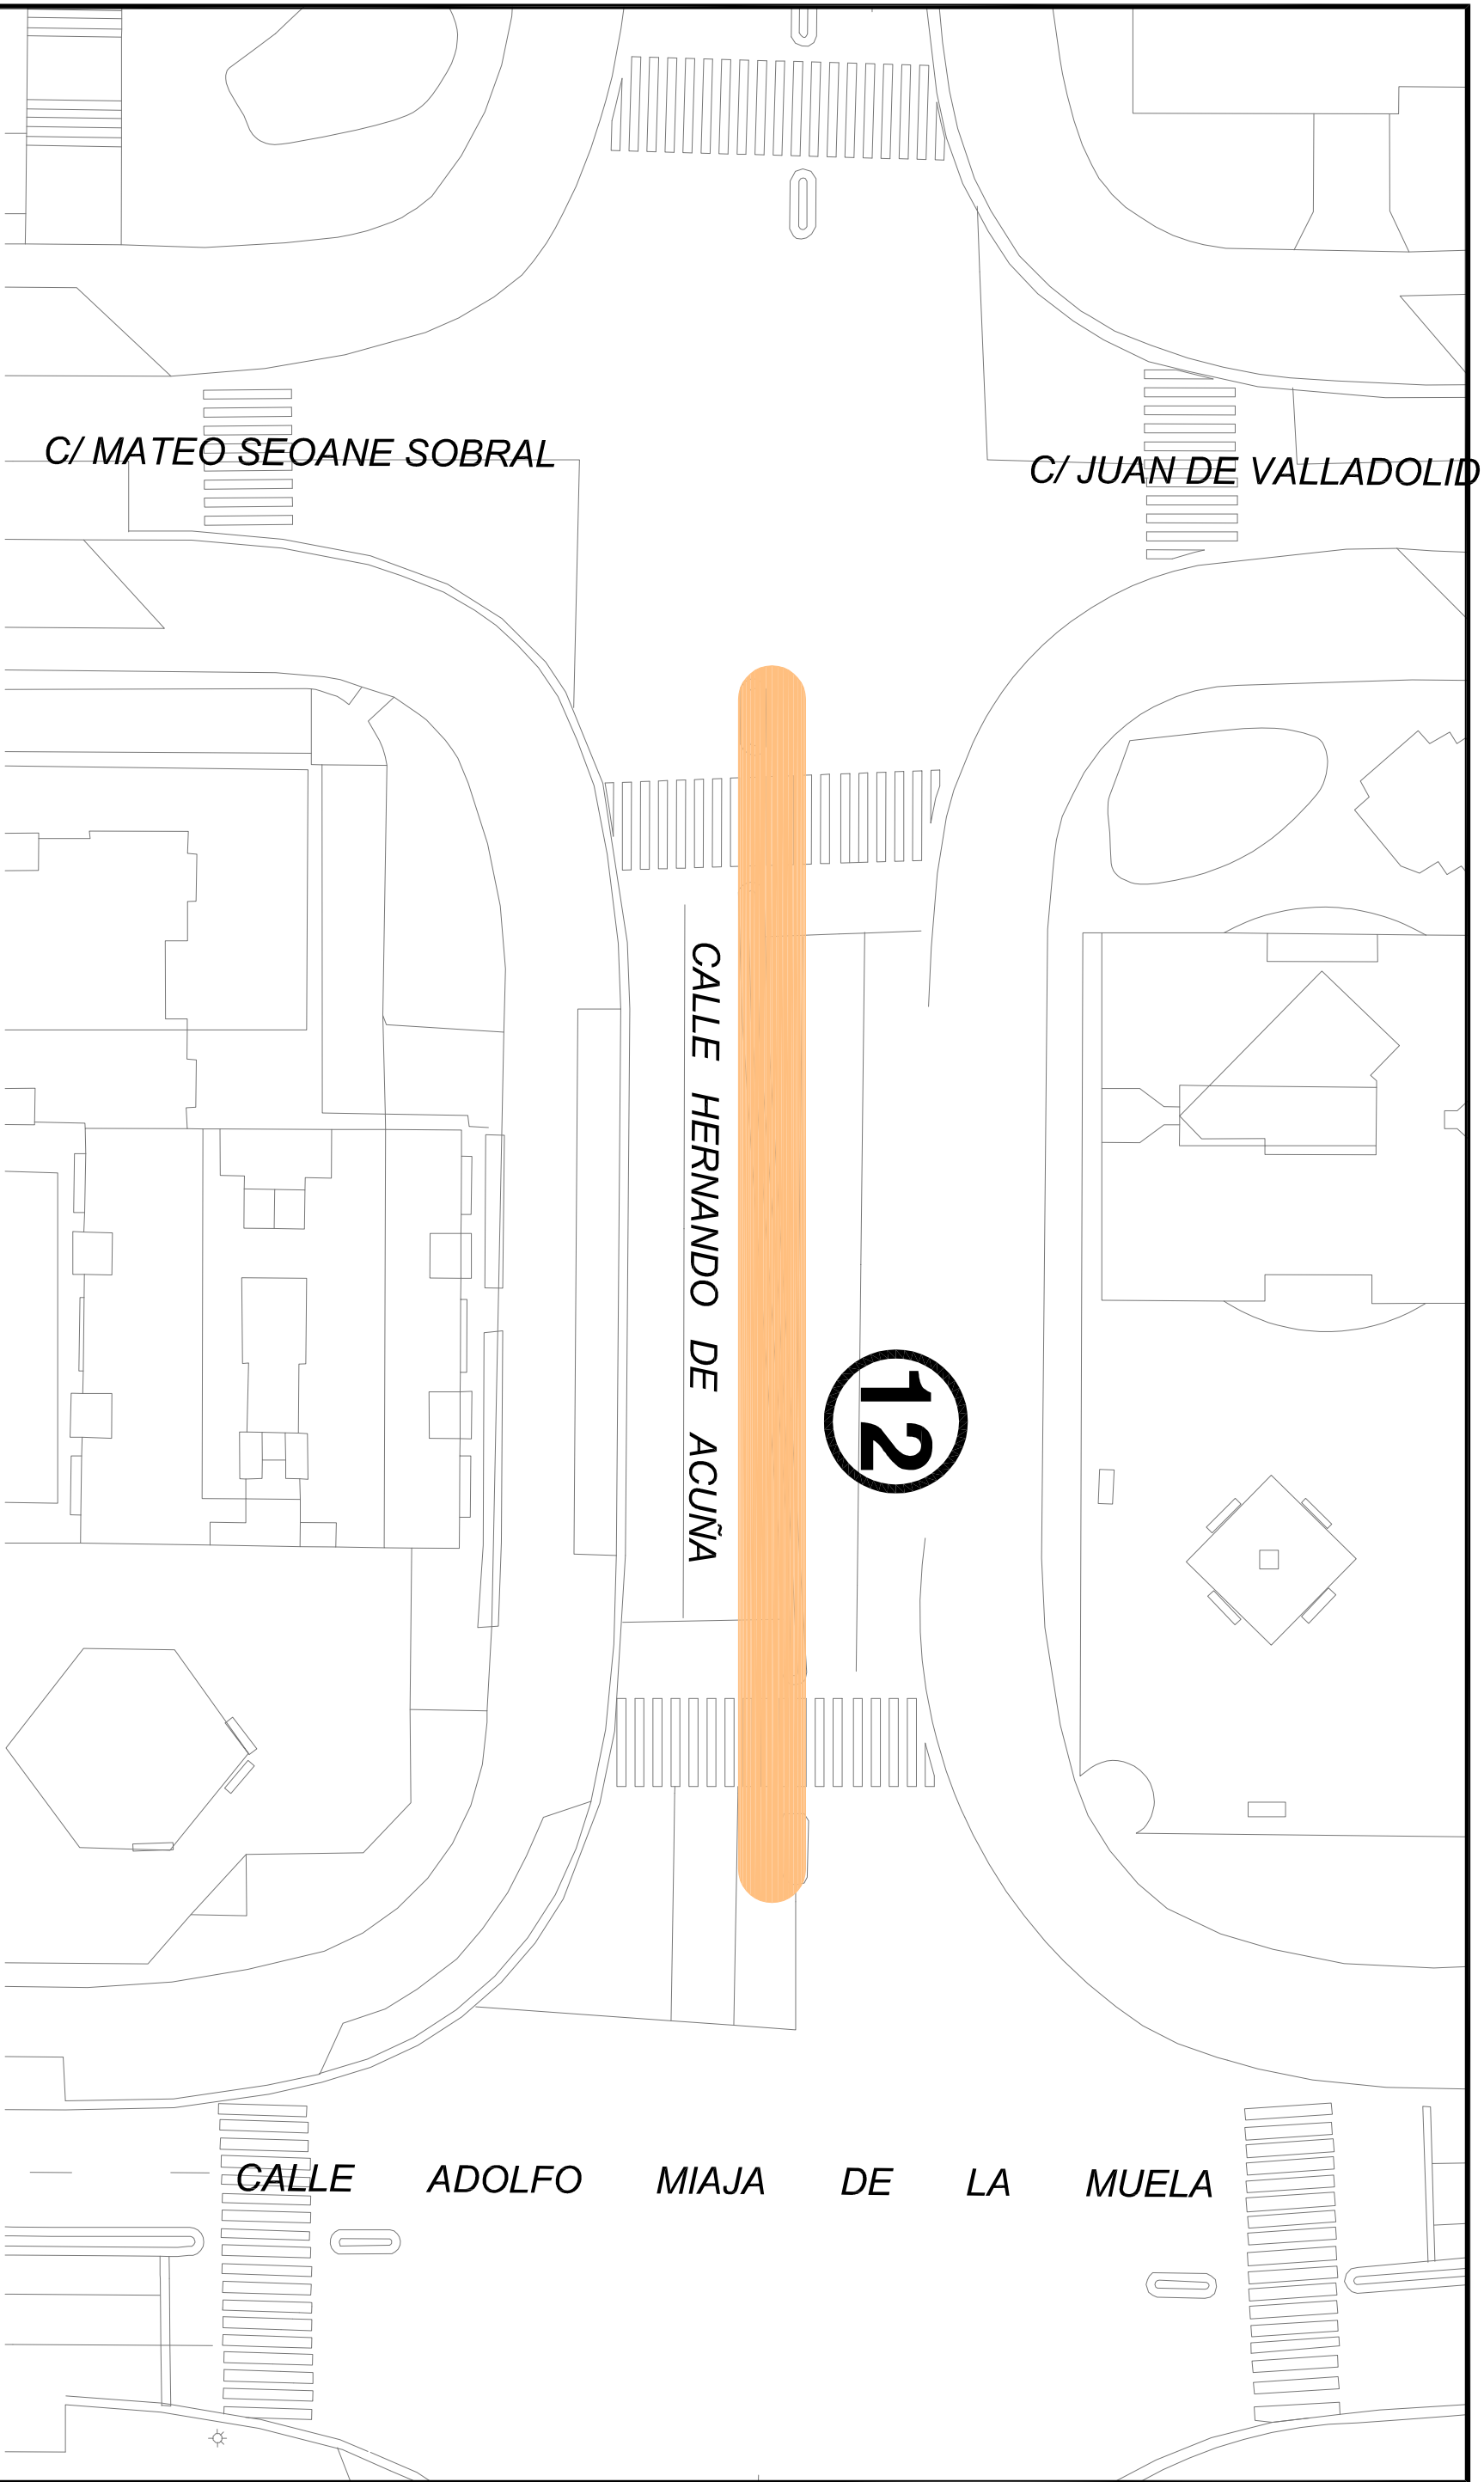 C/ MATEO SEOANE SOBRAL
C/ JUAN DE VALLADOLID
CALLE HERNANDO DE ACUÑA
12
CALLE ADOLFO MIAJA DE LA MUELA